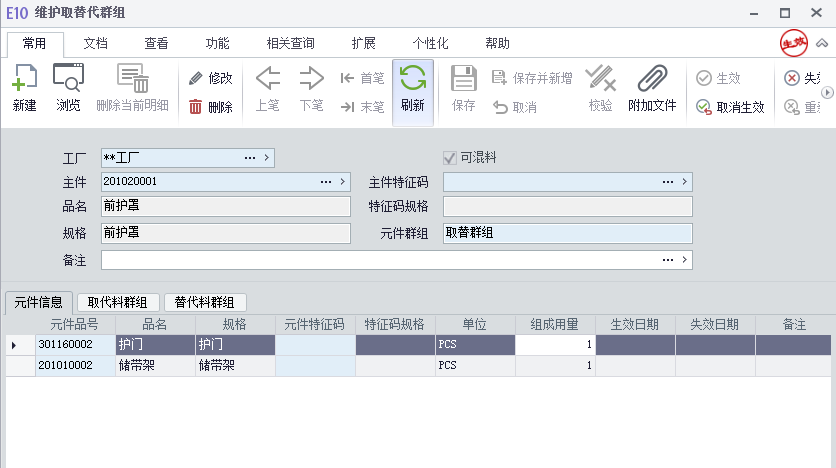 E10 维护取替代群组
常用 文档 查看 功能 相关查询 扩展 个性化 帮助
生效
新建 浏览 删除当前明细 修改 删除 上笔 下笔 首笔 末笔 刷新 保存 保存并新增 取消 校验 附加文件 生效 取消生效 失效
工厂 **工厂 ... 可混料
主件 201020001 ... 主件特征码 ...
品名 前护罩 特征码规格
规格 前护罩 元件群组 取替群组
备注 ...
元件信息 取代料群组 替代料群组
元件品号 品名 规格 元件特征码 特征码规格 单位 组成用量 生效日期 失效日期 备注
301160002 护门 护门 PCS 1
201010002 储带架 储带架 PCS 1